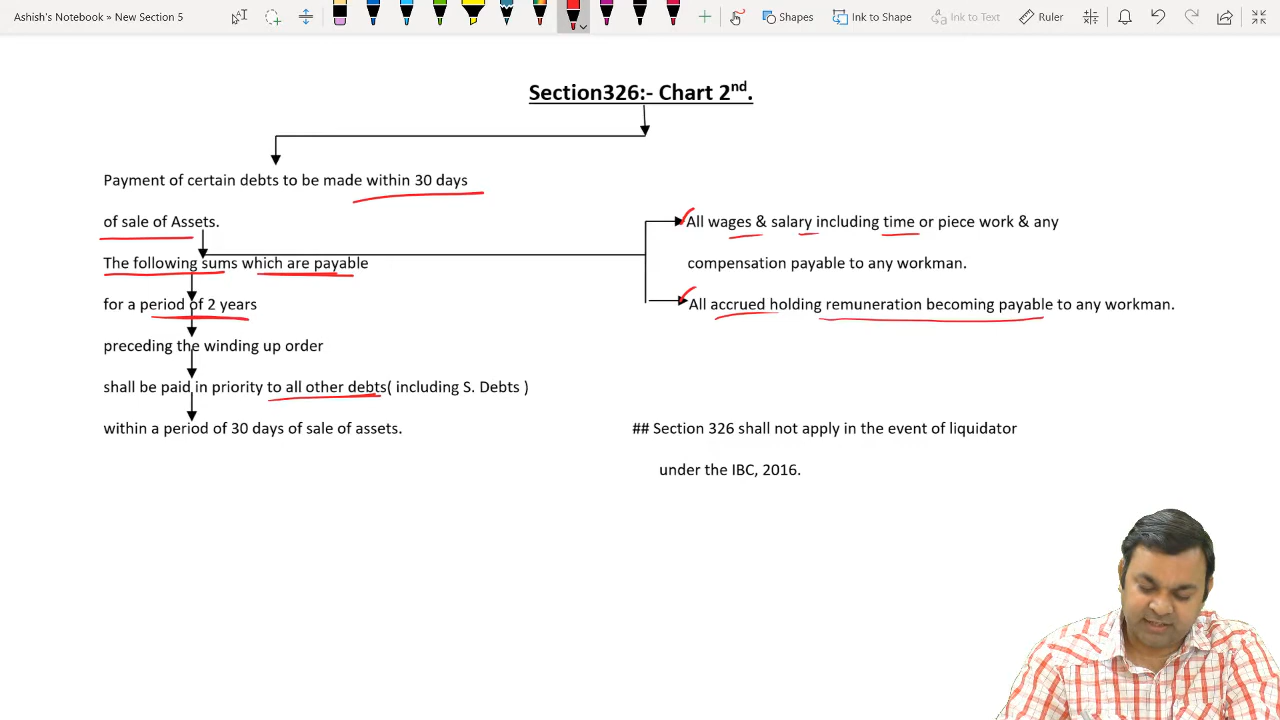 Ashish's Notebook » New Section 5
Shapes
Ink to Shape
Ink to Text
Ruler
Section326:- Chart 2nd.
Payment of certain debts to be made within 30 days
of sale of Assets.
The following sums which are payable
for a period of 2 years
preceding the winding up order
shall be paid in priority to all other debts( including S. Debts )
within a period of 30 days of sale of assets.
All wages & salary including time or piece work & any
compensation payable to any workman.
All accrued holding remuneration becoming payable to any workman.
## Section 326 shall not apply in the event of liquidator
under the IBC, 2016.